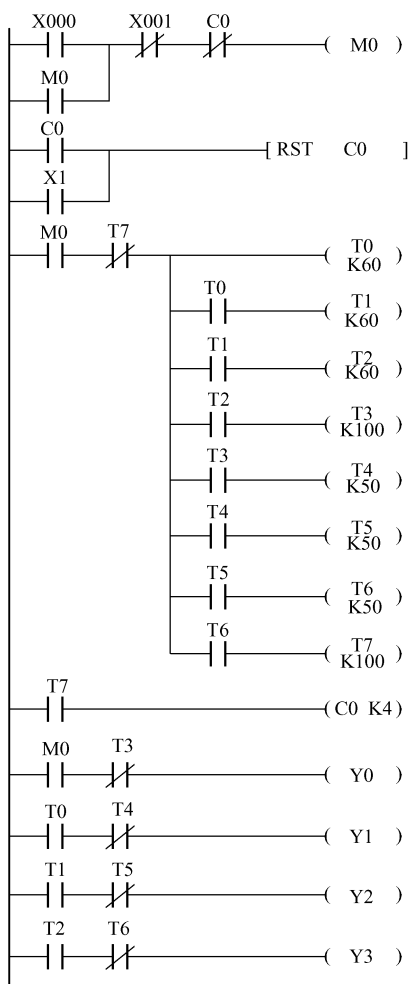 X000 X001 C0
( M0 )
M0
C0
[ RST C0 ]
X1
M0 T7
( T0 K60 )
T0
( T1 K60 )
T1
( T2 K60 )
T2
( T3 K100 )
T3
( T4 K50 )
T4
( T5 K50 )
T5
( T6 K50 )
T6
( T7 K100 )
T7
( C0 K4 )
M0 T3
( Y0 )
T0 T4
( Y1 )
T1 T5
( Y2 )
T2 T6
( Y3 )